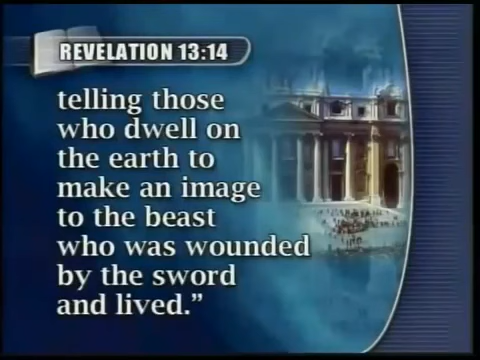 REVELATION 13:14
telling those
who dwell on
the earth to
make an image
to the beast
who was wounded
by the sword
and lived.”